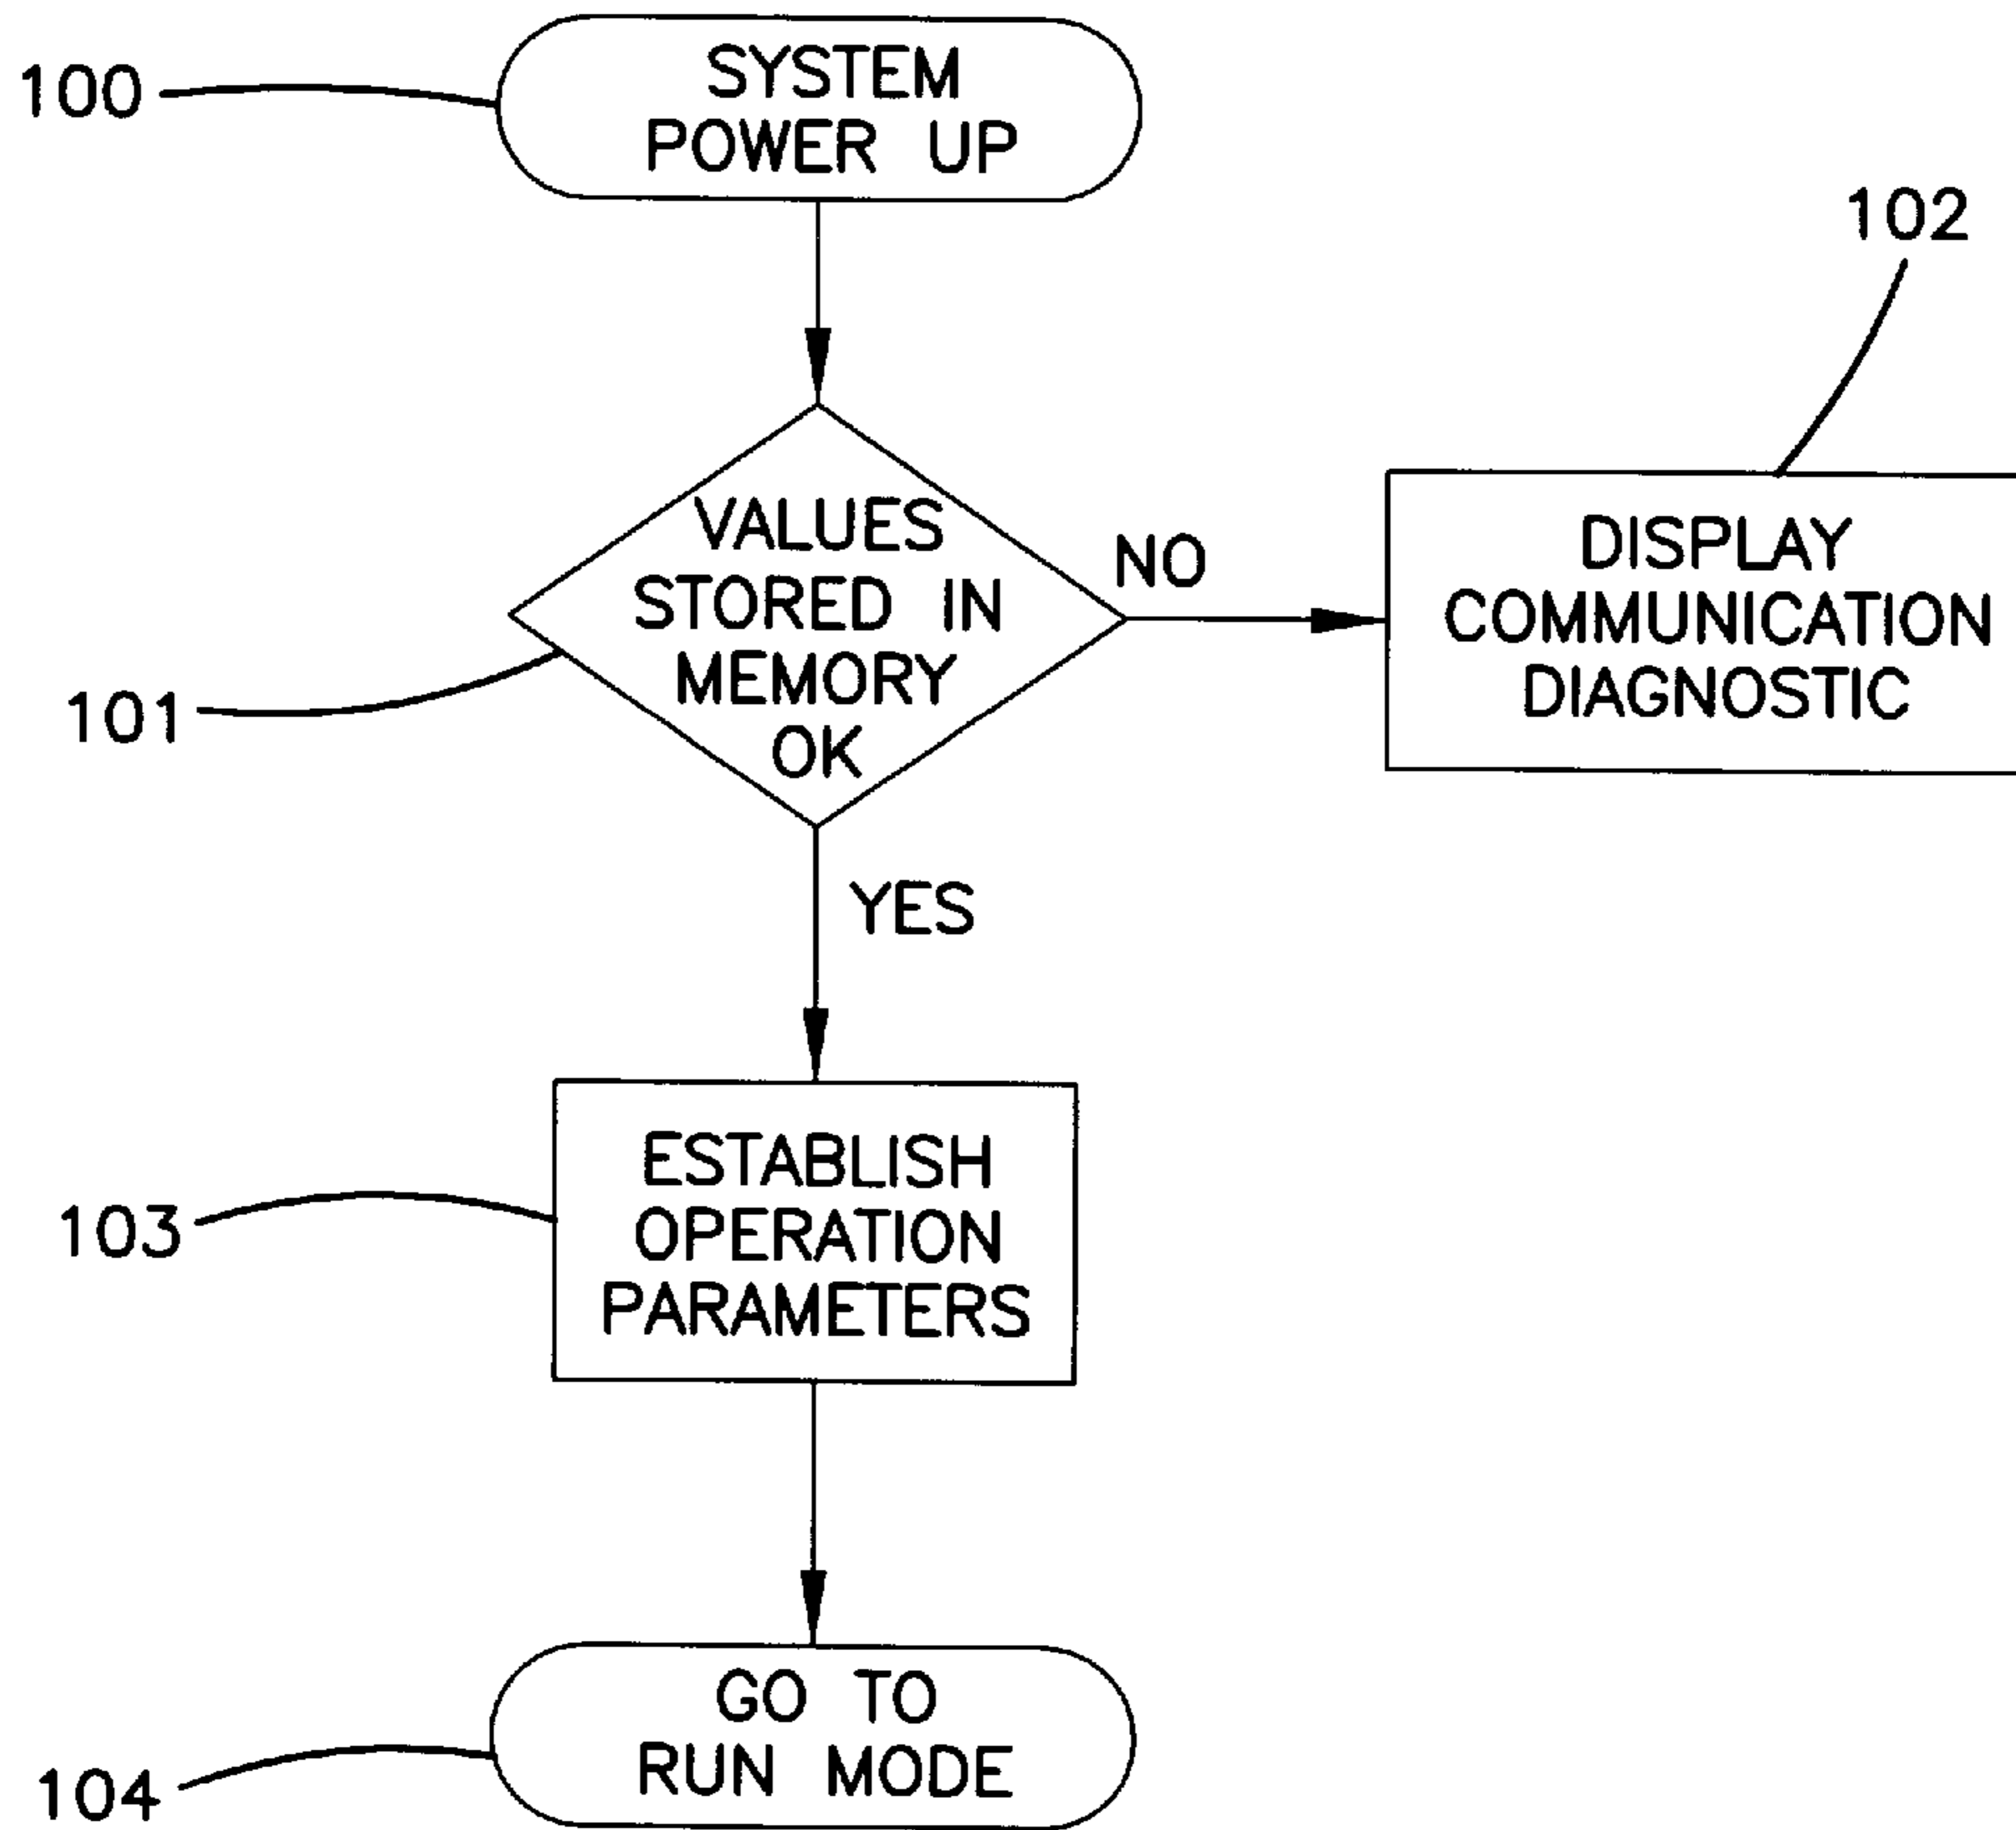 100
SYSTEM
POWER UP
102
VALUES
STORED IN
MEMORY
OK
NO
DISPLAY
COMMUNICATION
DIAGNOSTIC
101
YES
103
ESTABLISH
OPERATION
PARAMETERS
104
GO TO
RUN MODE